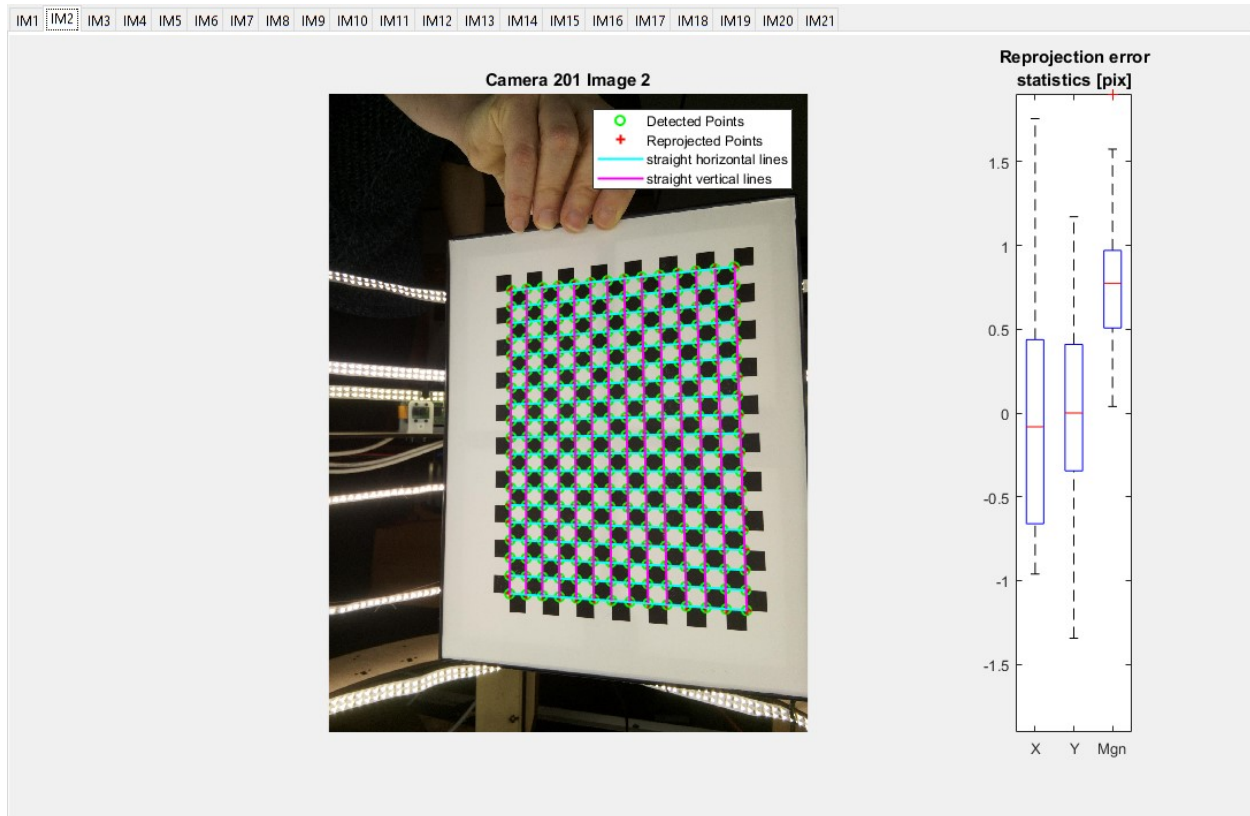 IM1 IM2 IM3 IM4 IM5 IM6 IM7 IM8 IM9 IM10 IM11 IM12 IM13 IM14 IM15 IM16 IM17 IM18 IM19 IM20 IM21
Camera 201 Image 2
Detected Points
Reprojected Points
straight horizontal lines
straight vertical lines
Reprojection error
statistics [pix]
1.5
1
0.5
0
-0.5
-1
-1.5
X Y Mgn